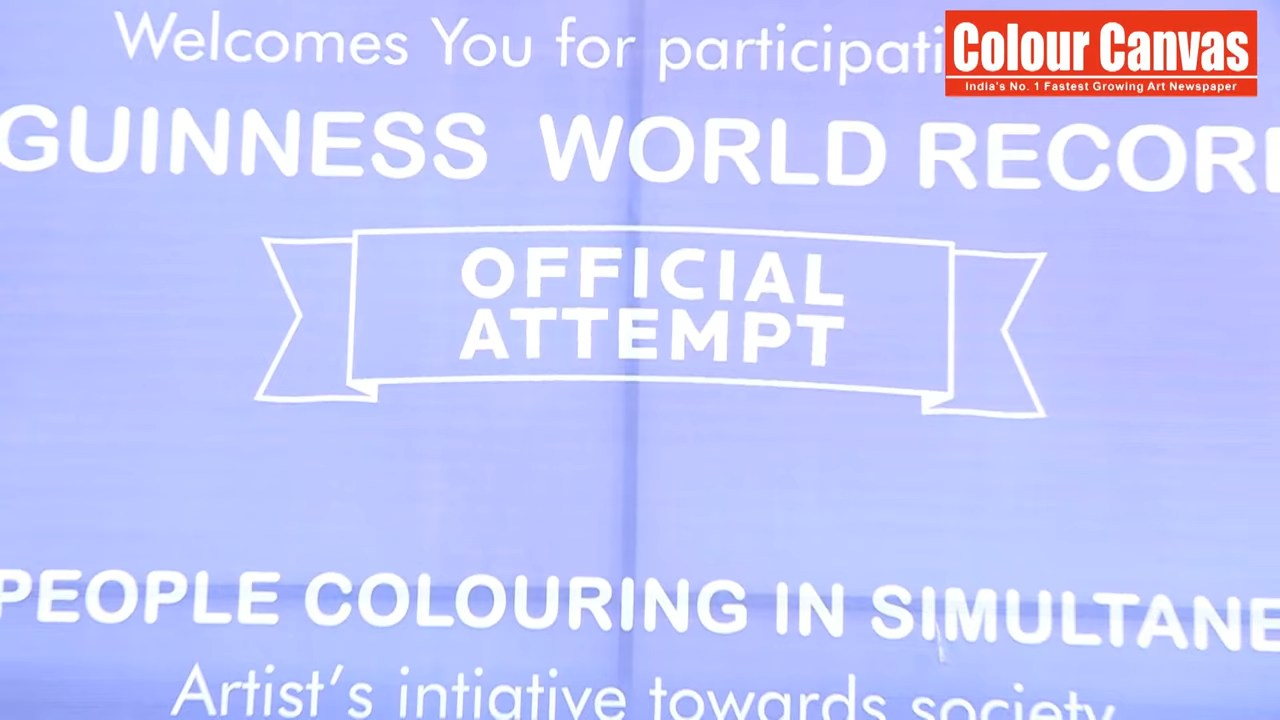 Welcomes You for participati
Colour Canvas
India's No. 1 Fastest Growing Art Newspaper
GUINNESS WORLD RECOR
OFFICIAL
ATTEMPT
PEOPLE COLOURING IN SIMULTANE
Artist's intiative towards society